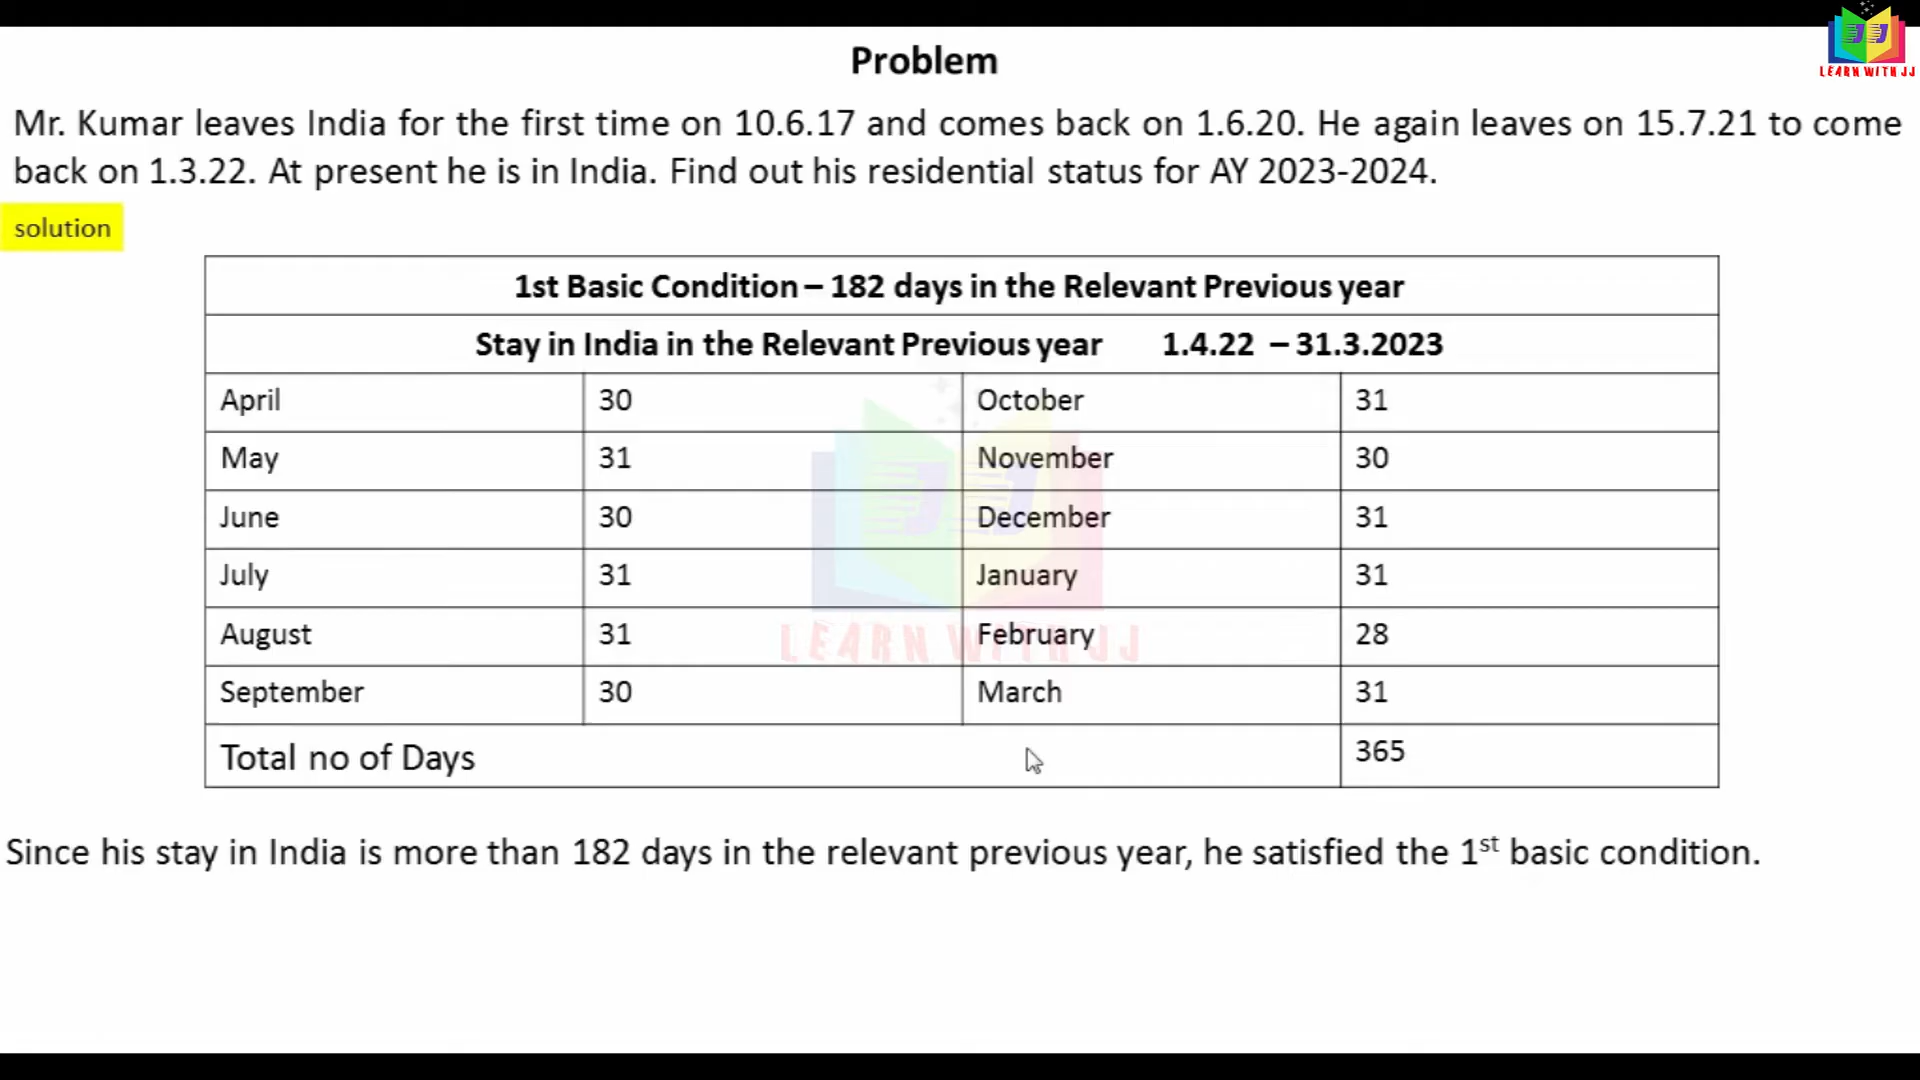 LEARN WITH JJ
Problem
Mr. Kumar leaves India for the first time on 10.6.17 and comes back on 1.6.20. He again leaves on 15.7.21 to come
back on 1.3.22. At present he is in India. Find out his residential status for AY 2023-2024.
solution
1st Basic Condition – 182 days in the Relevant Previous year
Stay in India in the Relevant Previous year 1.4.22 – 31.3.2023
April 30 October 31
May 31 November 30
June 30 December 31
July 31 January 31
August 31 February 28
LEARN WITH JJ
September 30 March 31
Total no of Days 365
Since his stay in India is more than 182 days in the relevant previous year, he satisfied the 1st basic condition.